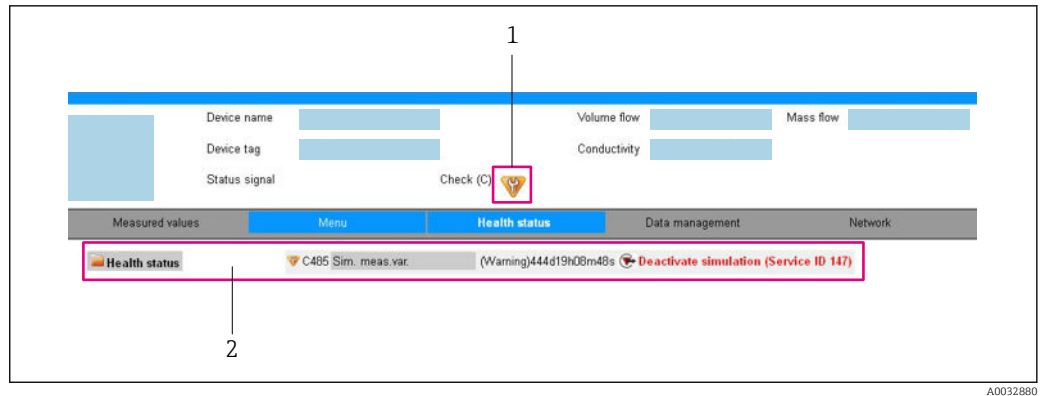 1
Device name
Volume flow
Mass flow
Device tag
Conductivity
Status signal
Check (C)
Measured values
Menu
Health status
Data management
Network
Health status
C485 Sim. meas.var.
(Warning)444d19h08m48s
Deactivate simulation (Service ID 147)
2
A0032880